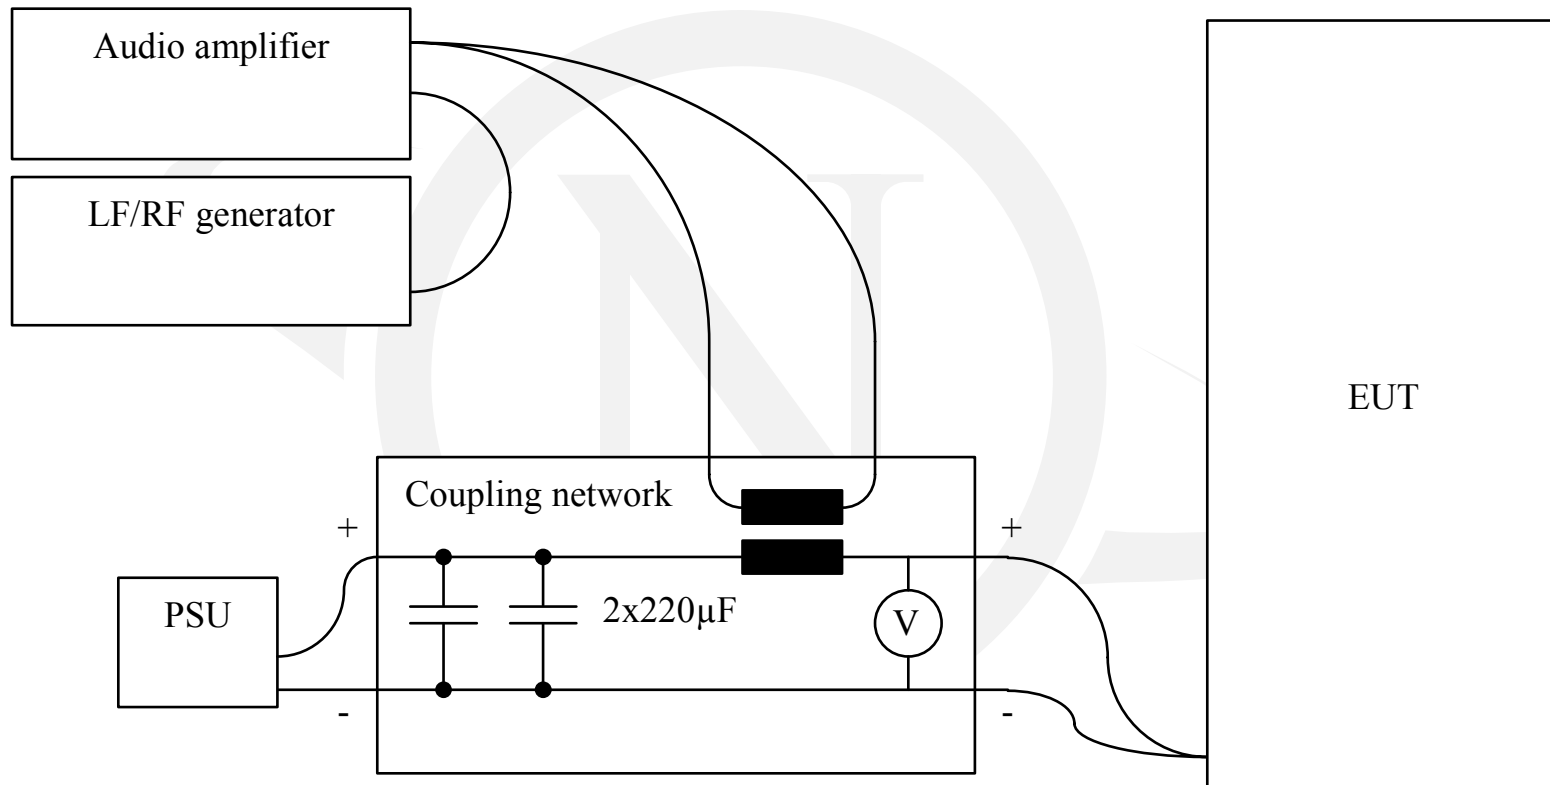 Audio amplifier
LF/RF generator
EUT
Coupling network
+
+
PSU
2x220µF
V
-
-